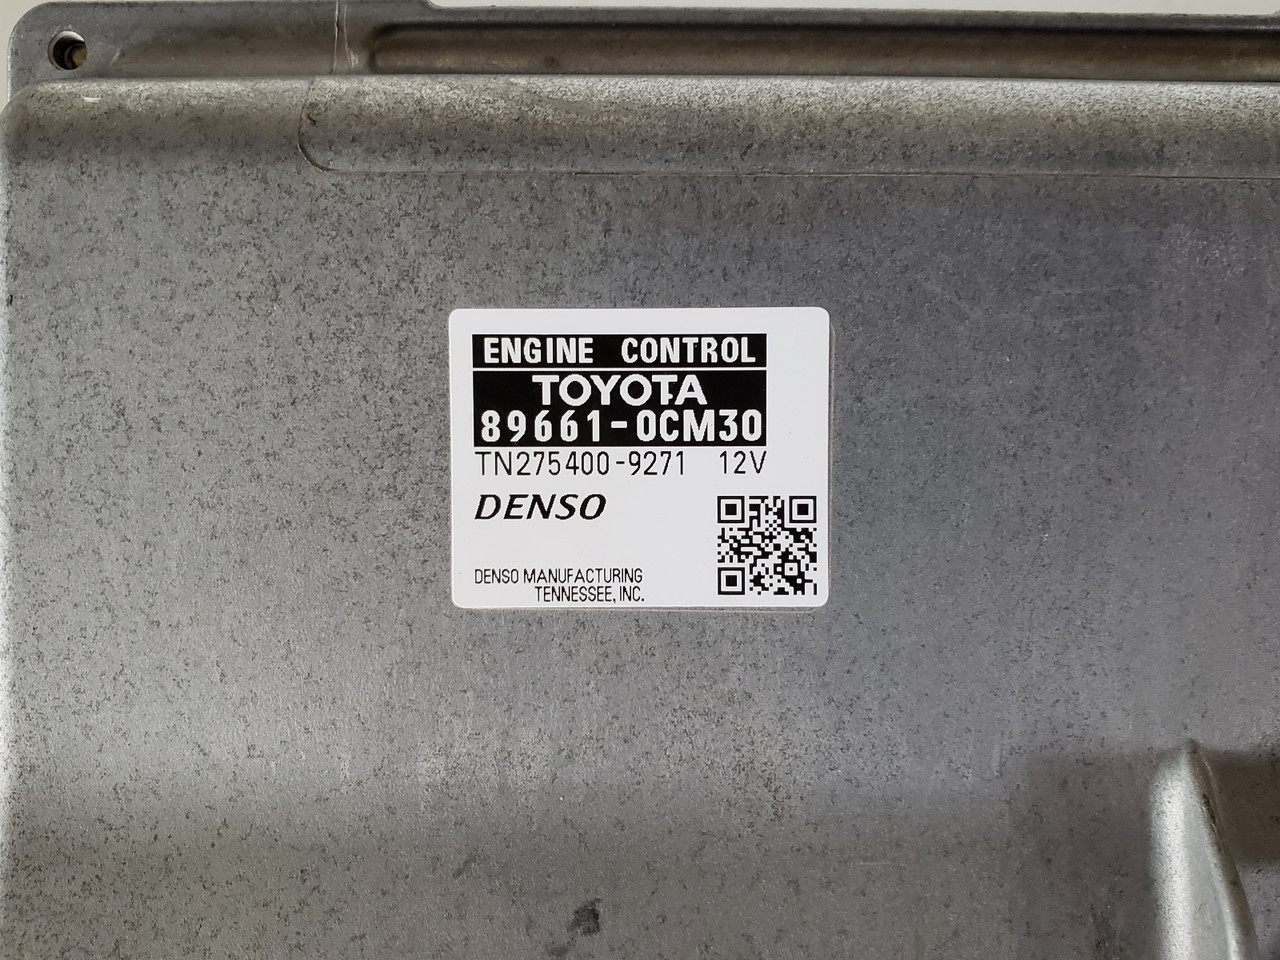 ENGINE CONTROL
TOYOTA
89661-0CM30
TN275400-9271 12V
DENSO
DENSO MANUFACTURING
TENNESSEE, INC.